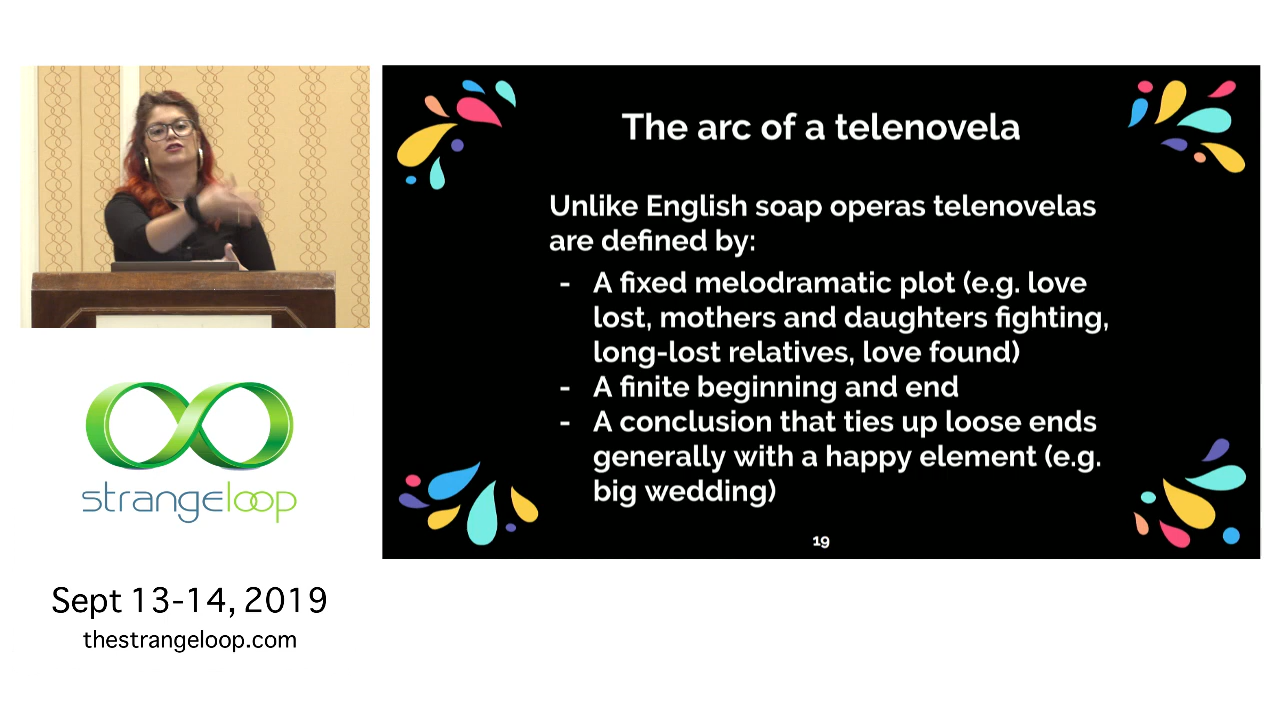 The arc of a telenovela
Unlike English soap operas telenovelas
are defined by:
- A fixed melodramatic plot (e.g. love
lost, mothers and daughters fighting,
long-lost relatives, love found)
- A finite beginning and end
- A conclusion that ties up loose ends
generally with a happy element (e.g.
big wedding)
19
strangeloop
Sept 13-14, 2019
thestrangeloop.com